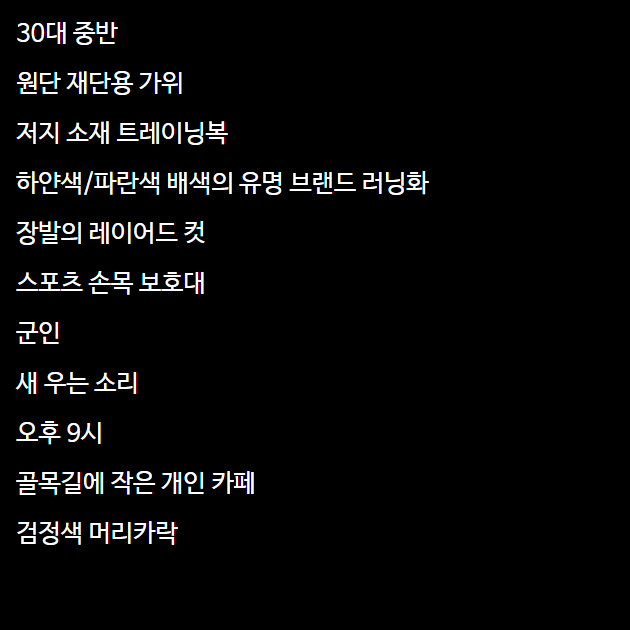 30대 중반
원단 재단용 가위
저지 소재 트레이닝복
하얀색/파란색 배색의 유명 브랜드 러닝화
장발의 레이어드 컷
스포츠 손목 보호대
군인
새 우는 소리
오후 9시
골목길에 작은 개인 카페
검정색 머리카락